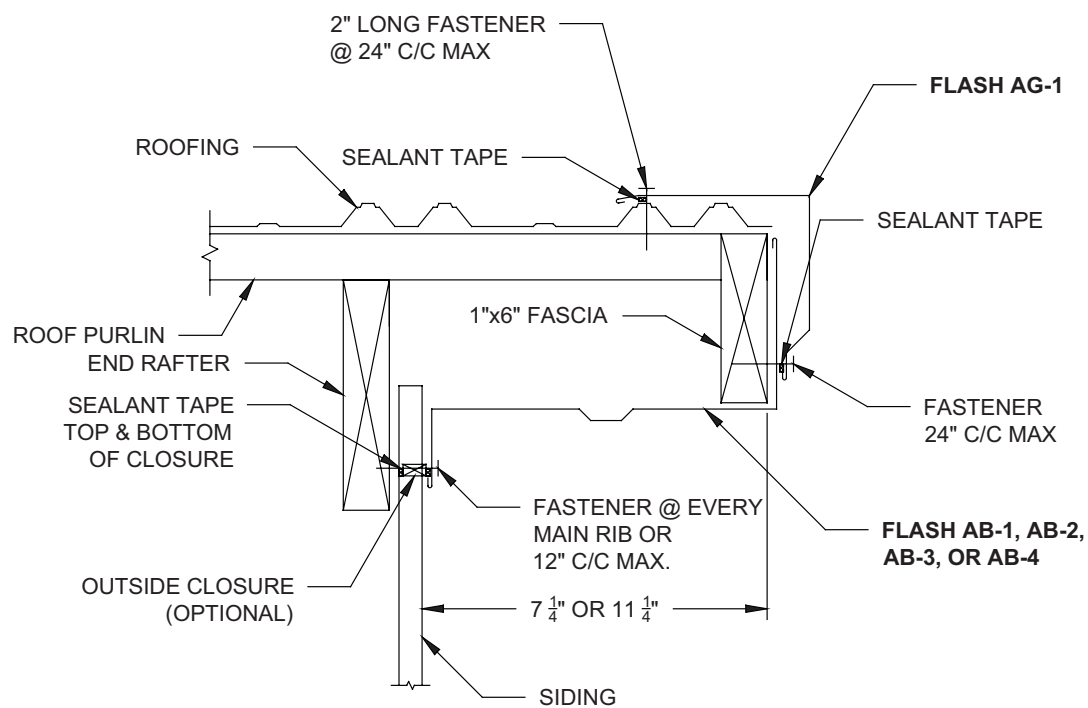 2" LONG FASTENER
@ 24" C/C MAX
FLASH AG-1
ROOFING
SEALANT TAPE
SEALANT TAPE
1"x6" FASCIA
ROOF PURLIN
END RAFTER
SEALANT TAPE
TOP & BOTTOM
OF CLOSURE
FASTENER
24" C/C MAX
FASTENER @ EVERY
MAIN RIB OR
12" C/C MAX.
FLASH AB-1, AB-2,
AB-3, OR AB-4
OUTSIDE CLOSURE
(OPTIONAL)
7 1/4" OR 11 1/4"
SIDING